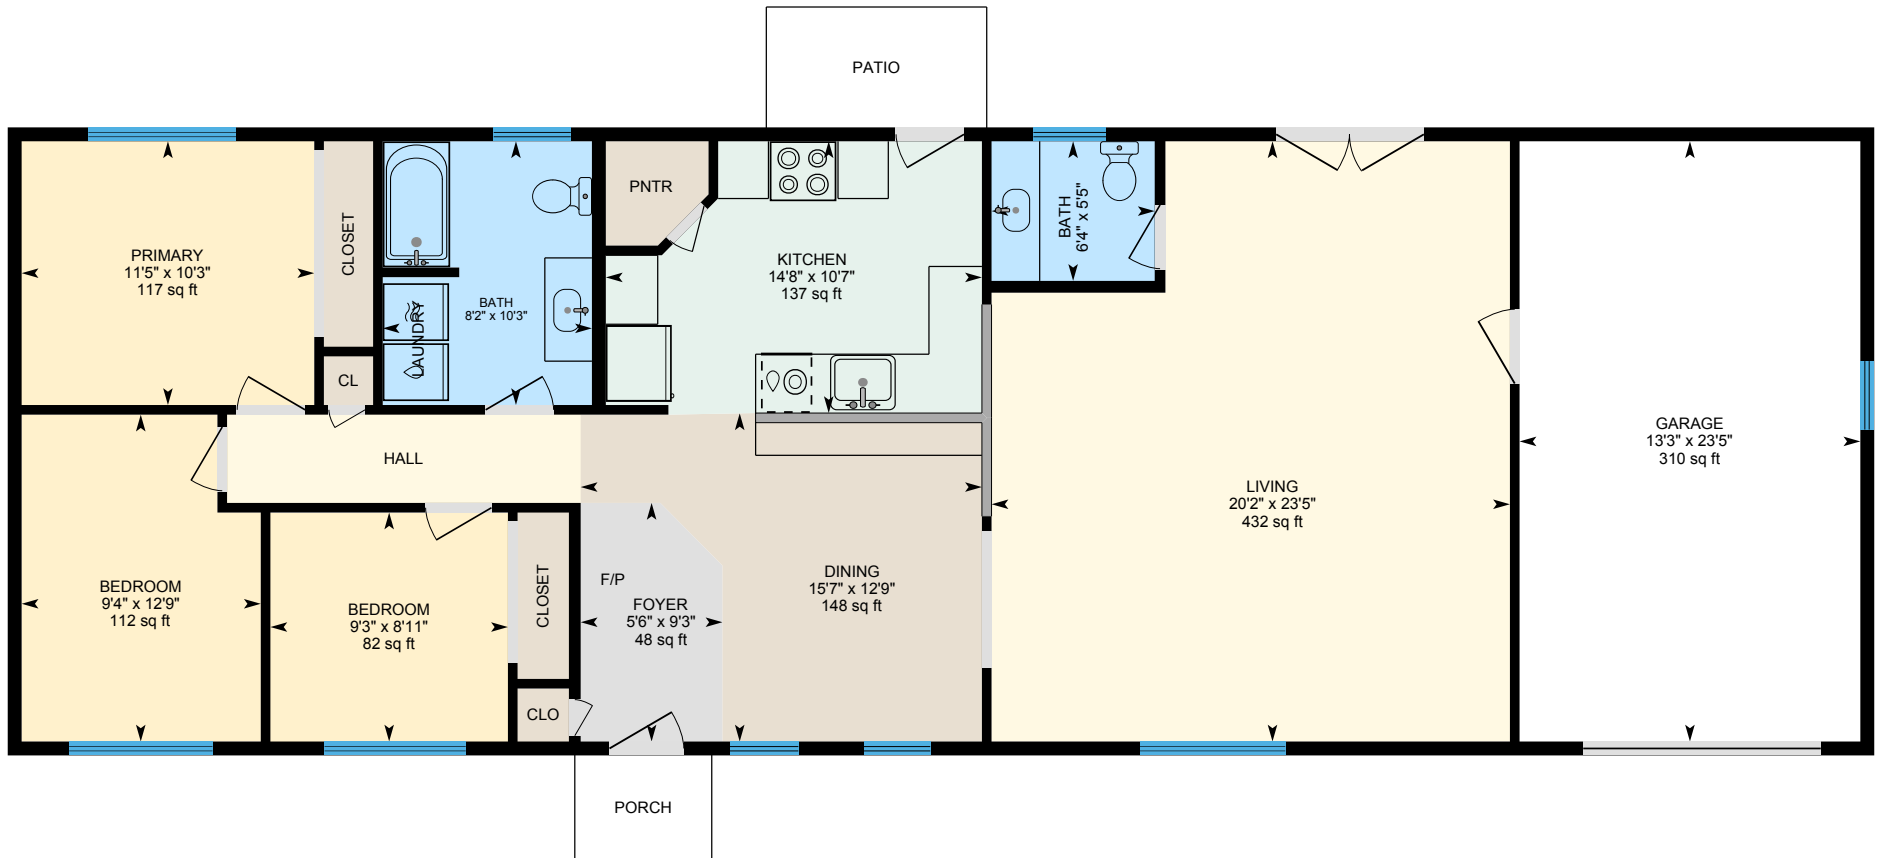 PATIO
PRIMARY
11'5" x 10'3"
117 sq ft
CLOSET
CL
LAUNDRY
BATH
8'2" x 10'3"
PNTR
KITCHEN
14'8" x 10'7"
137 sq ft
BATH
6'4" x 5'5"
HALL
LIVING
20'2" x 23'5"
432 sq ft
GARAGE
13'3" x 23'5"
310 sq ft
BEDROOM
9'4" x 12'9"
112 sq ft
BEDROOM
9'3" x 8'11"
82 sq ft
CLOSET
CLO
F/P
FOYER
5'6" x 9'3"
48 sq ft
DINING
15'7" x 12'9"
148 sq ft
PORCH